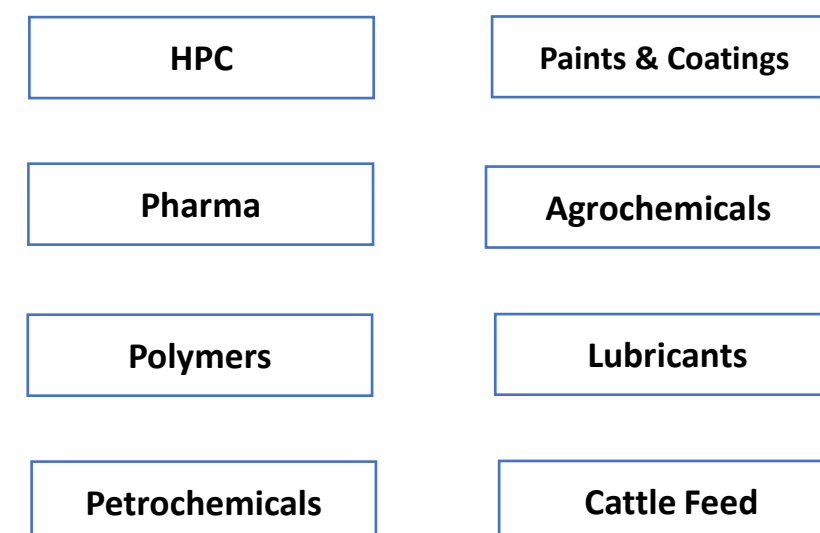 HPC
Paints & Coatings
Pharma
Agrochemicals
Polymers
Lubricants
Petrochemicals
Cattle Feed